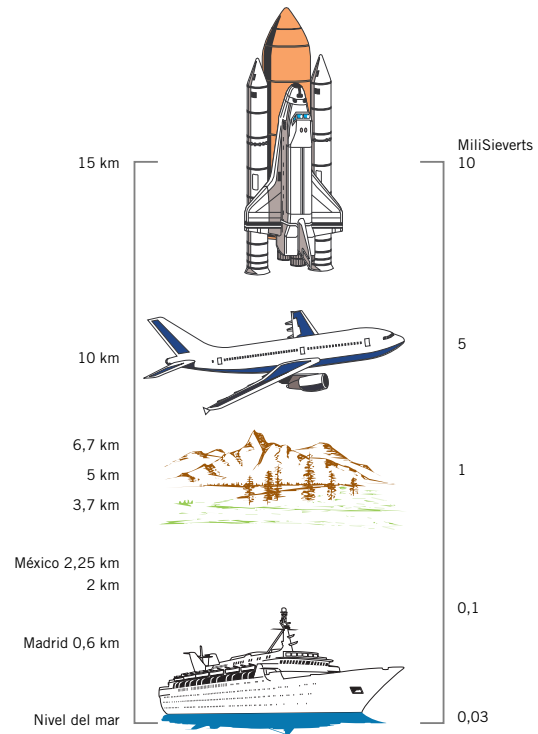 MiliSieverts
15 km
10
10 km
5
6,7 km
5 km
1
3,7 km
México 2,25 km
2 km
0,1
Madrid 0,6 km
Nivel del mar
0,03